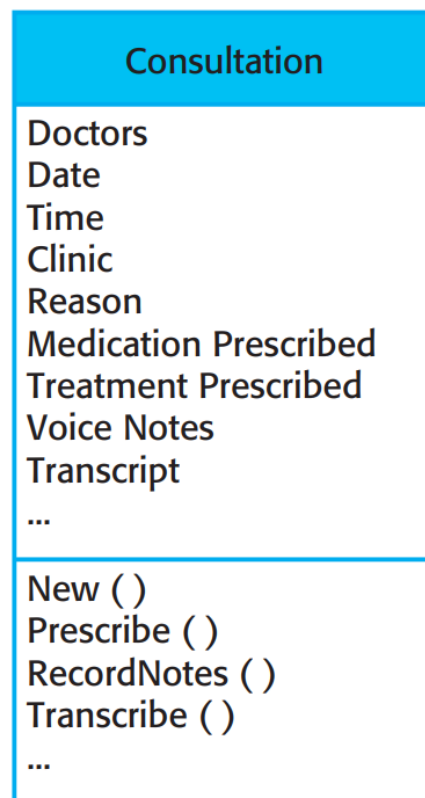 Consultation
Doctors
Date
Time
Clinic
Reason
Medication Prescribed
Treatment Prescribed
Voice Notes
Transcript
...
New ( )
Prescribe ( )
RecordNotes ( )
Transcribe ( )
...